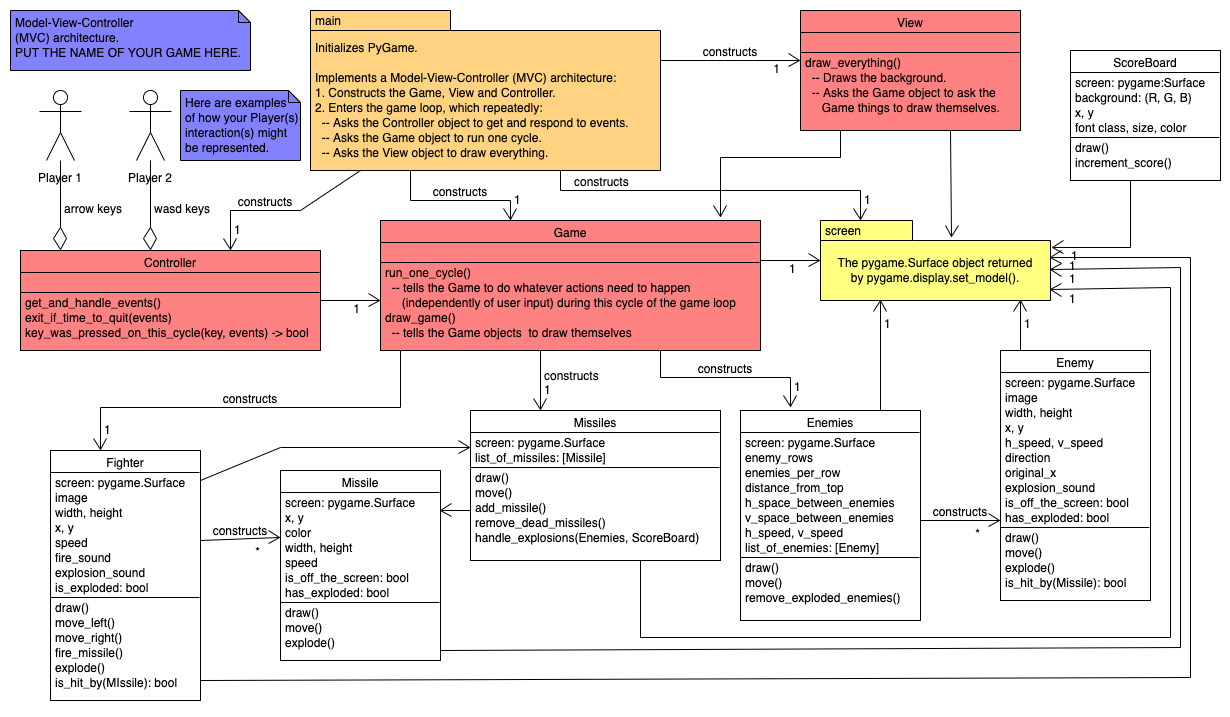 Model-View-Controller
(MVC) architecture.
PUT THE NAME OF YOUR GAME HERE.
Player 1
Player 2
Here are examples
of how your Player(s)
interaction(s) might
be represented.
arrow keys
wasd keys
main
Initializes PyGame.
Implements a Model-View-Controller (MVC) architecture:
1. Constructs the Game, View and Controller.
2. Enters the game loop, which repeatedly:
-- Asks the Controller object to get and respond to events.
-- Asks the Game object to run one cycle.
-- Asks the View object to draw everything.
constructs
1
View
draw_everything()
-- Draws the background.
-- Asks the Game object to ask the
Game things to draw themselves.
ScoreBoard
screen: pygame:Surface
background: (R, G, B)
x, y
font class, size, color
draw()
increment_score()
constructs
1
constructs
1
constructs
1
Controller
get_and_handle_events()
exit_if_time_to_quit(events)
key_was_pressed_on_this_cycle(key, events) -> bool
1
Game
run_one_cycle()
-- tells the Game to do whatever actions need to happen
(independently of user input) during this cycle of the game loop
draw_game()
-- tells the Game objects  to draw themselves
1
screen
The pygame.Surface object returned
by pygame.display.set_model().
1
1
1
1
1
constructs
1
constructs
1
constructs
1
Fighter
screen: pygame.Surface
image
width, height
x, y
speed
fire_sound
explosion_sound
is_exploded: bool
draw()
move_left()
move_right()
fire_missile()
explode()
is_hit_by(MIssile): bool
constructs
*
Missile
screen: pygame.Surface
x, y
color
width, height
speed
is_off_the_screen: bool
has_exploded: bool
draw()
move()
explode()
Missiles
screen: pygame.Surface
list_of_missiles: [Missile]
draw()
move()
add_missile()
remove_dead_missiles()
handle_explosions(Enemies, ScoreBoard)
Enemies
screen: pygame.Surface
enemy_rows
enemies_per_row
distance_from_top
h_space_between_enemies
v_space_between_enemies
h_speed, v_speed
list_of_enemies: [Enemy]
draw()
move()
remove_exploded_enemies()
constructs
*
Enemy
screen: pygame.Surface
image
width, height
x, y
h_speed, v_speed
direction
original_x
explosion_sound
is_off_the_screen: bool
has_exploded: bool
draw()
move()
explode()
is_hit_by(Missile): bool